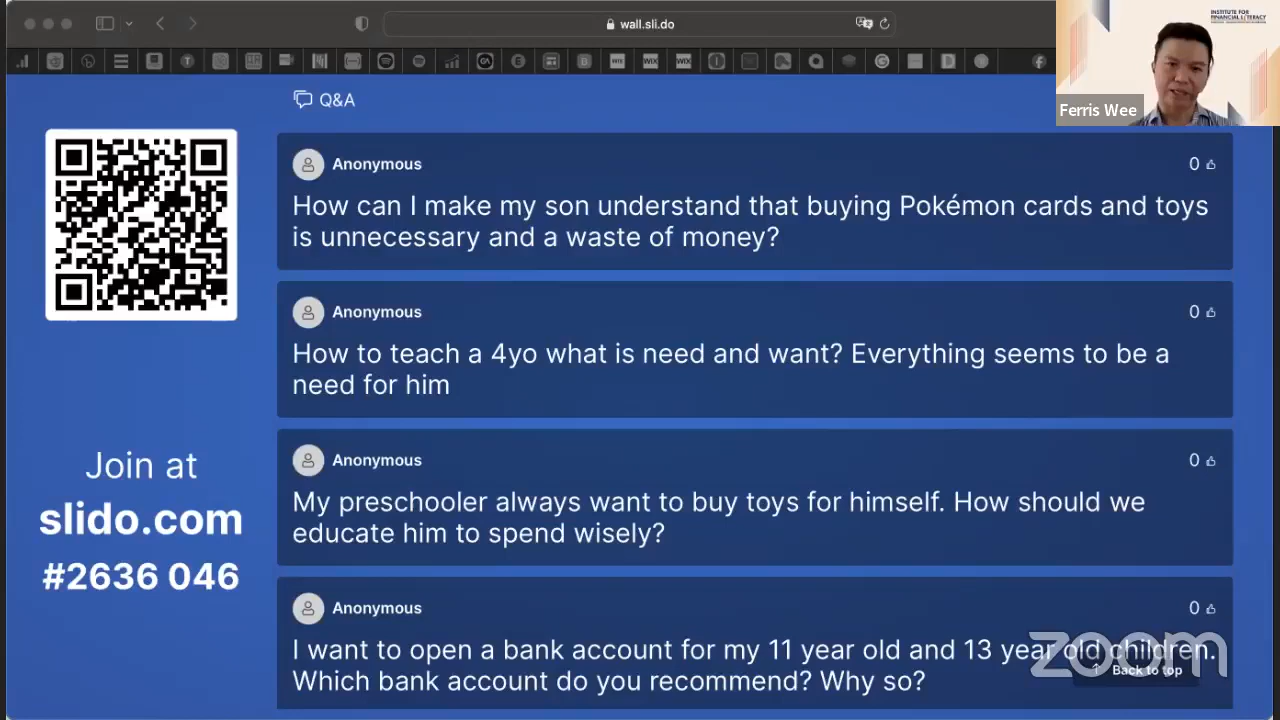 wall.sli.do
INSTITUTE FOR
FINANCIAL LITERACY
Ferris Wee
Q&A
Anonymous
0
How can I make my son understand that buying Pokémon cards and toys
is unnecessary and a waste of money?
Anonymous
0
How to teach a 4yo what is need and want? Everything seems to be a
need for him
Anonymous
0
My preschooler always want to buy toys for himself. How should we
educate him to spend wisely?
Anonymous
0
I want to open a bank account for my 11 year old and 13 year old children.
Which bank account do you recommend? Why so?
Join at
slido.com
#2636 046
zoom
↑ Back to top